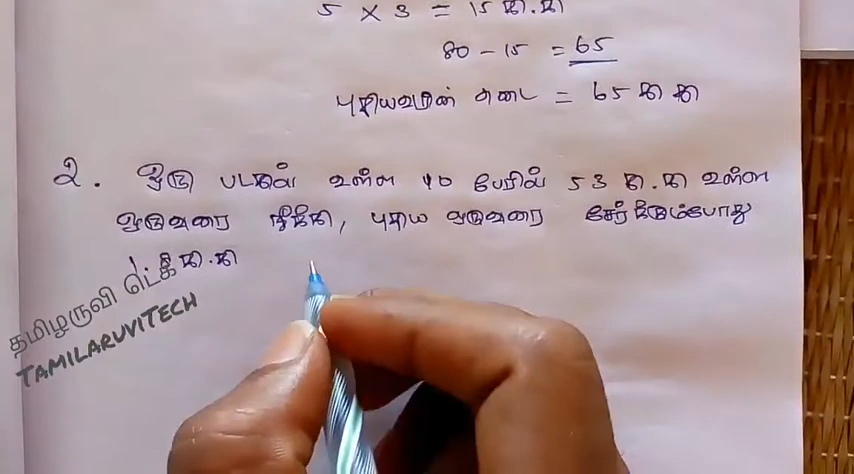 5 × 3 = 15 கி.கி
80 - 15 = 65
புதியவரின் எடை = 65 கி கி
2. ஒரு படகில் உள்ள 10 பேரில் 53 கி.கி உள்ள
ஒருவரை நீக்கி, புதிய ஒருவரை சேர்க்கும்போது
கி.கி
தமிழருவி டெக்
TAMILARUVITECH